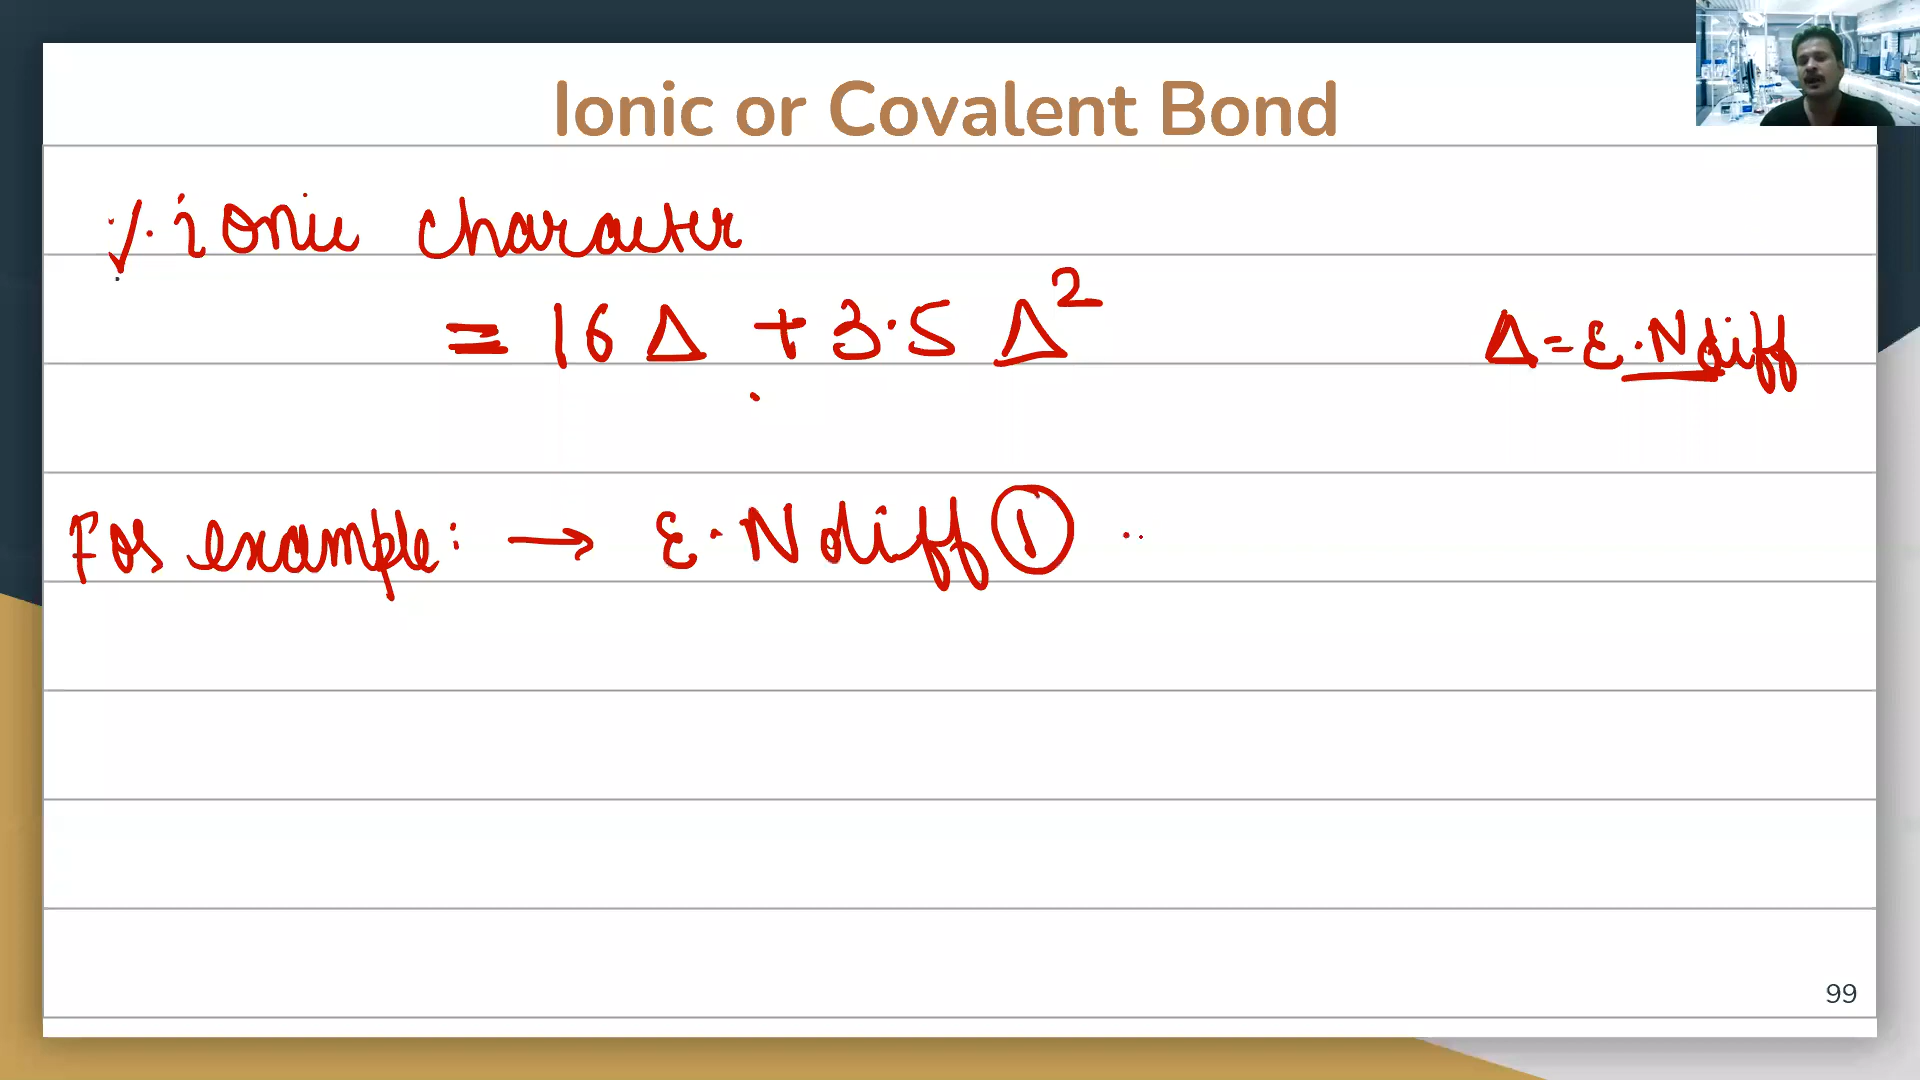 Ionic or Covalent Bond
% ionic character
= 16 Δ + 3.5 Δ²
Δ = E.N diff
For example: → E.N diff ①
99